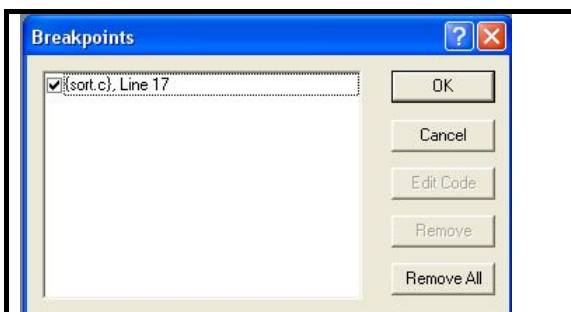 Breakpoints
{sort.c}, Line 17
OK
Cancel
Edit Code
Remove
Remove All